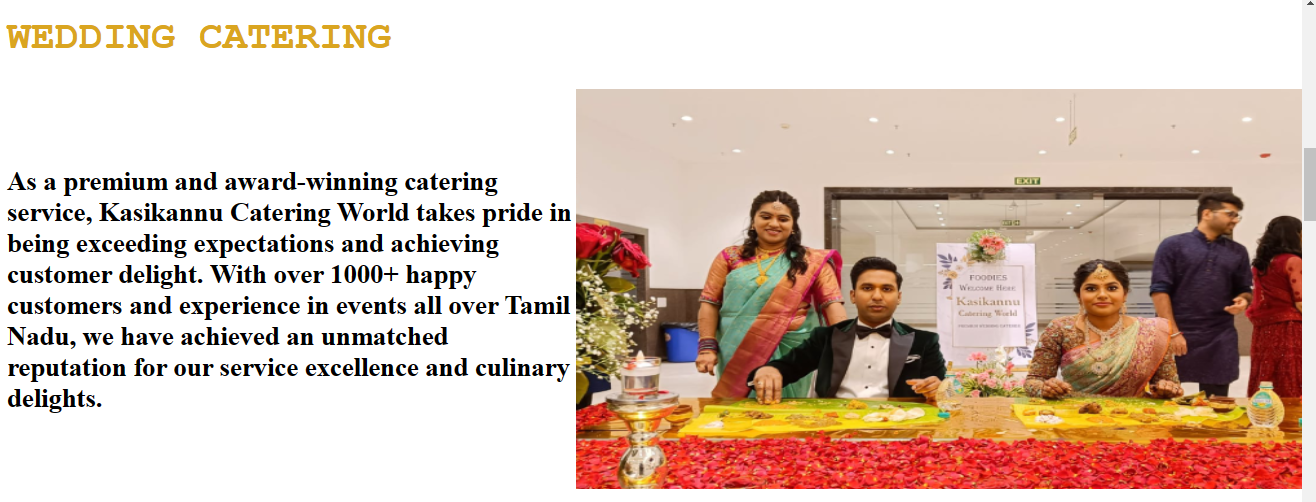 WEDDING CATERING
As a premium and award-winning catering
service, Kasikannu Catering World takes pride in
being exceeding expectations and achieving
customer delight. With over 1000+ happy
customers and experience in events all over Tamil
Nadu, we have achieved an unmatched
reputation for our service excellence and culinary
delights.
EXIT
EXIT
FOODIES
WELCOME HERE
Kasikannu
Catering World